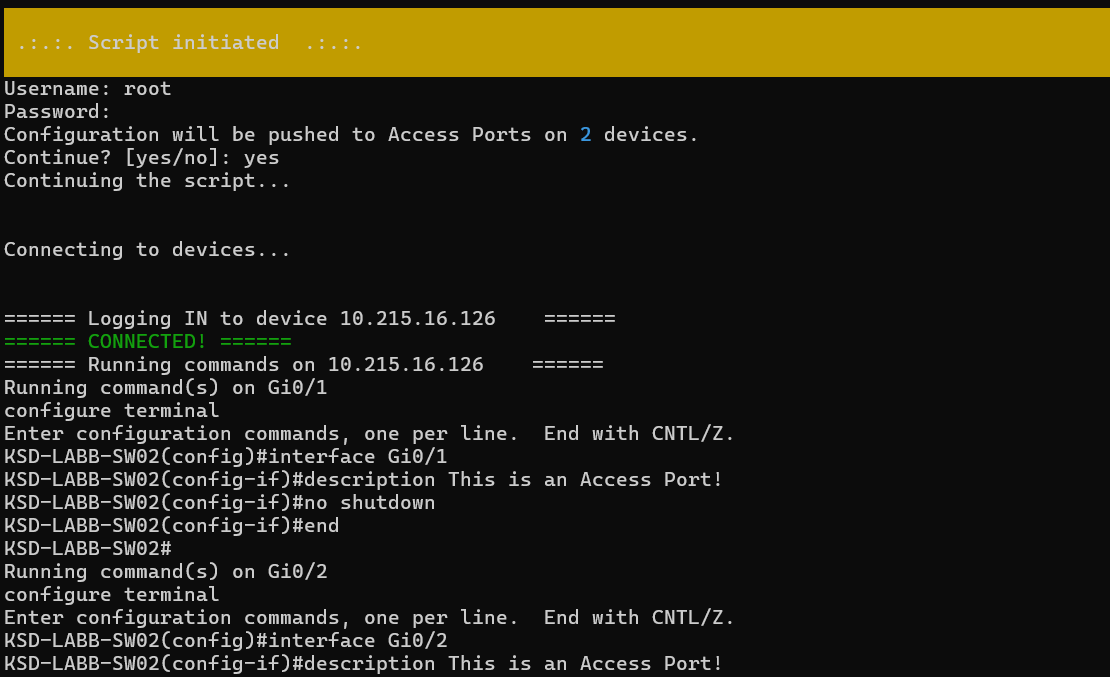 .:.:. Script initiated  .:.:.
Username: root
Password:
Configuration will be pushed to Access Ports on 2 devices.
Continue? [yes/no]: yes
Continuing the script...
Connecting to devices...
====== Logging IN to device 10.215.16.126    ======
====== CONNECTED! ======
====== Running commands on 10.215.16.126    ======
Running command(s) on Gi0/1
configure terminal
Enter configuration commands, one per line.  End with CNTL/Z.
KSD-LABB-SW02(config)#interface Gi0/1
KSD-LABB-SW02(config-if)#description This is an Access Port!
KSD-LABB-SW02(config-if)#no shutdown
KSD-LABB-SW02(config-if)#end
KSD-LABB-SW02#
Running command(s) on Gi0/2
configure terminal
Enter configuration commands, one per line.  End with CNTL/Z.
KSD-LABB-SW02(config)#interface Gi0/2
KSD-LABB-SW02(config-if)#description This is an Access Port!